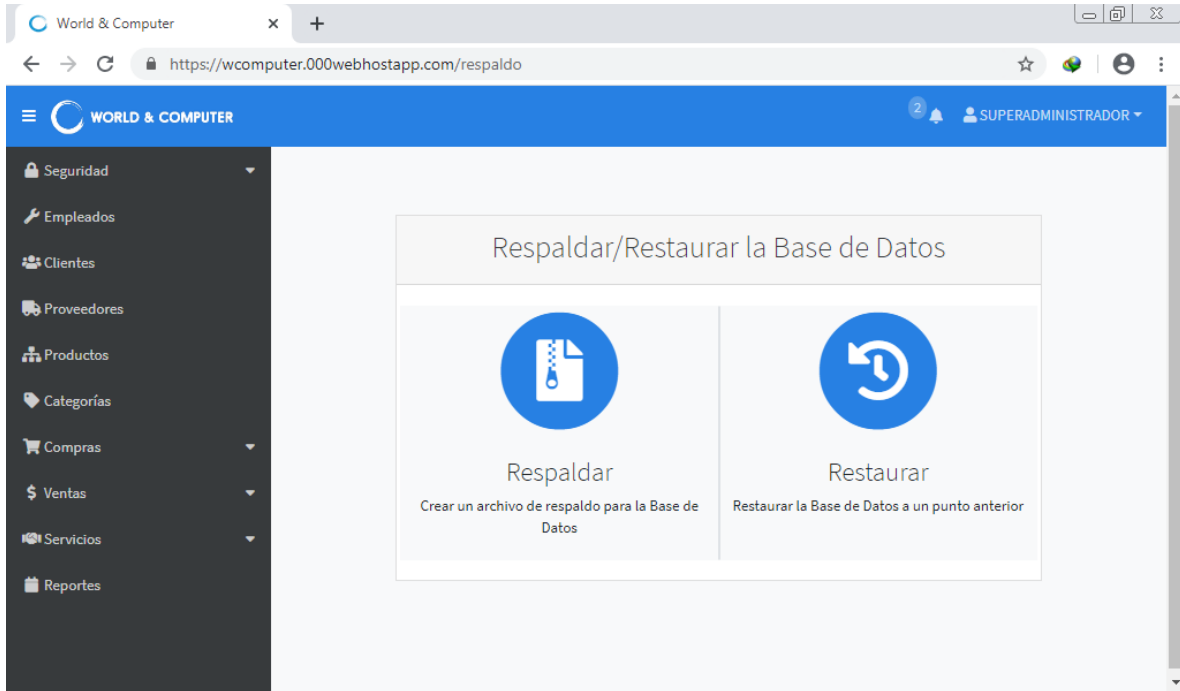 World & Computer
https://wcomputer.000webhostapp.com/respaldo
WORLD & COMPUTER
2
SUPERADMINISTRADOR
Seguridad
Empleados
Clientes
Proveedores
Productos
Categorías
Compras
$ Ventas
Servicios
Reportes
Respaldar/Restaurar la Base de Datos
Respaldar
Crear un archivo de respaldo para la Base de
Datos
Restaurar
Restaurar la Base de Datos a un punto anterior